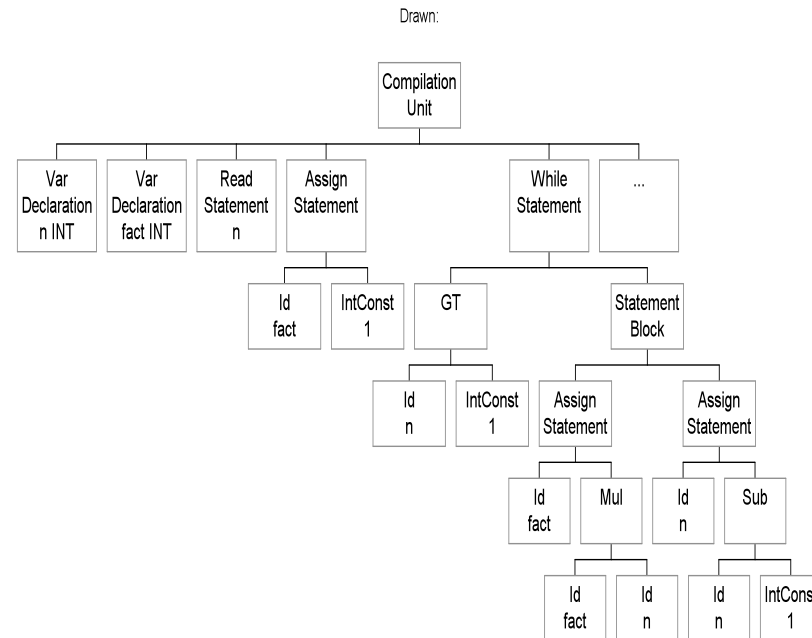 Drawn:
Compilation
Unit
Var
Declaration
n INT
Var
Declaration
fact INT
Read
Statement
n
Assign
Statement
While
Statement
...
Id
fact
IntConst
1
GT
Statement
Block
Id
n
IntConst
1
Assign
Statement
Assign
Statement
Id
fact
Mul
Id
n
Sub
Id
fact
Id
n
Id
n
IntCons
1